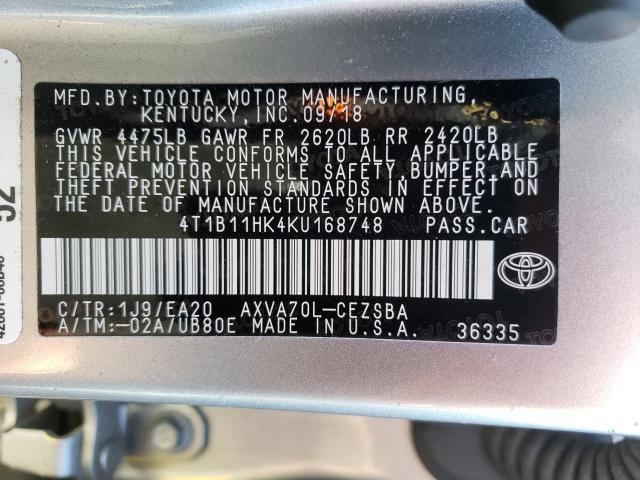 MFD.BY:TOYOTA MOTOR MANUFACTURING,
KENTUCKY, INC. 09/18
GVWR 4475LB GAWR FR 2620LB RR 2420LB
THIS VEHICLE CONFORMS TO ALL APPLICABLE
FEDERAL MOTOR VEHICLE SAFETY, BUMPER, AND
THEFT PREVENTION STANDARDS IN EFFECT ON
THE DATE OF MANUFACTURE SHOWN ABOVE.
4T1B11HK4KU168748 PASS.CAR
C/TR:1J9/EA20 AXVA70L-CEZSBA
A/TM:-02A/UB80E MADE IN U.S.A. 36335
52